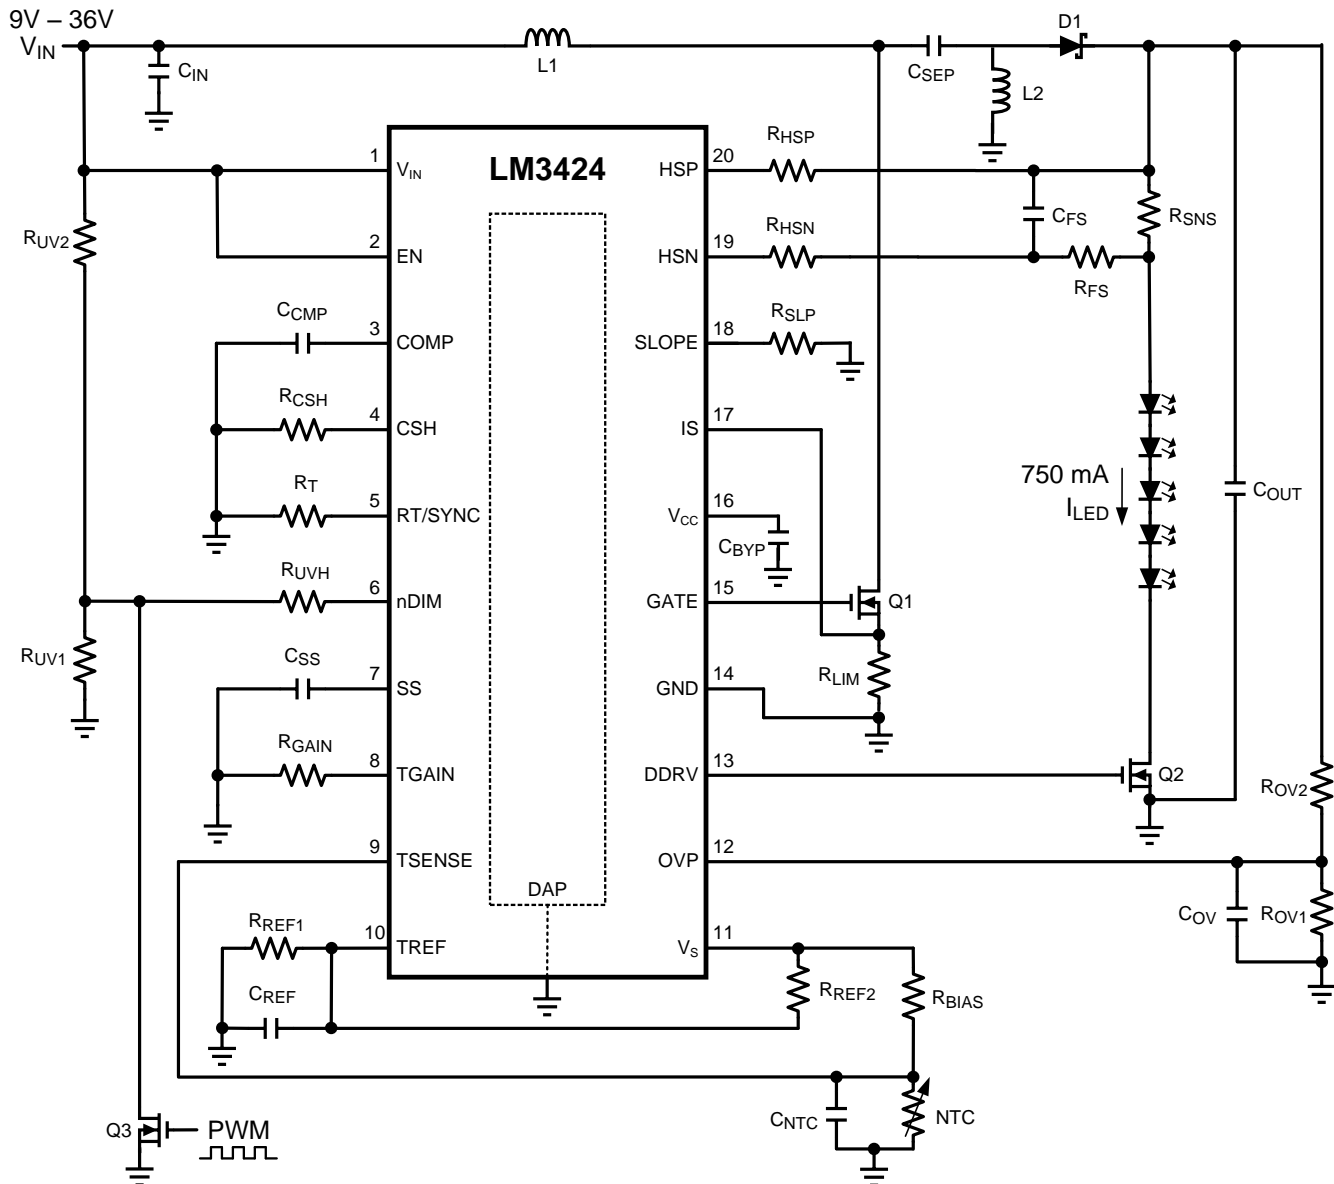 9V – 36V
VIN
CIN
L1
CSEP
D1
L2
LM3424
1
VIN
2
EN
3
COMP
4
CSH
5
RT/SYNC
6
nDIM
7
SS
8
TGAIN
9
TSENSE
10
TREF
20
HSP
19
HSN
18
SLOPE
17
IS
16
VCC
15
GATE
14
GND
13
DDRV
12
OVP
11
VS
DAP
RUV2
CCMP
RCSH
RT
RUVH
RUV1
CSS
RGAIN
RREF1
CREF
Q3
PWM
RHSP
RHSN
CFS
RSNS
RFS
RSLP
CBYP
750 mA
ILED
COUT
Q1
RLIM
Q2
ROV2
COV
ROV1
RREF2
RBIAS
CNTC
NTC